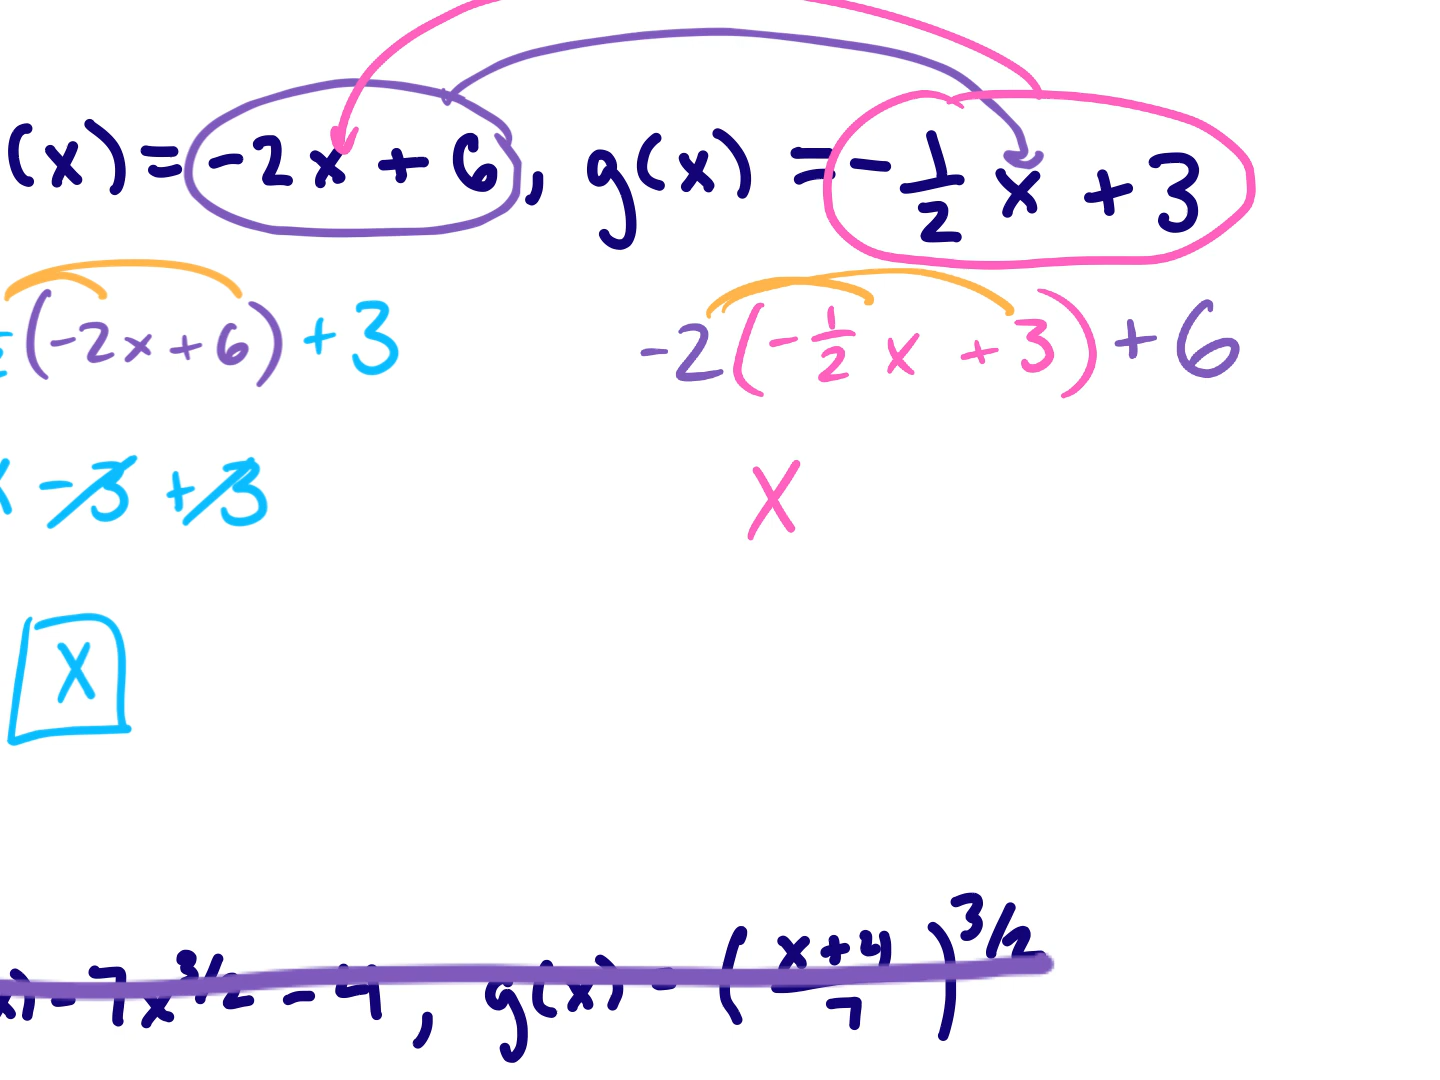 (x) = -2x + 6, g(x) = -1/2 x + 3
(-2x + 6) + 3 -2(-1/2 x + 3) + 6
x -3 +3 x
x
x) = 7x^3/2 - 4, g(x) = (x+4/7)^3/2